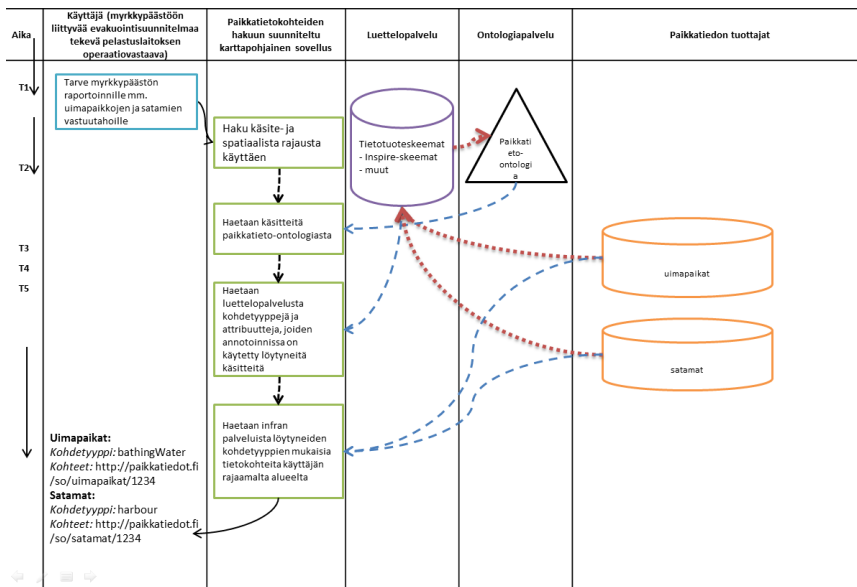 Aika
Käyttäjä (myrkkypäästöön
liittyvää evakuointisuunnitelmaa
tekevä pelastuslaitoksen
operaatiovastaava)
Paikkatietokohteiden
hakuun suunniteltu
karttapohjainen sovellus
Luettelopalvelu
Ontologiapalvelu
Paikkatiedon tuottajat
T1
T2
T3
T4
T5
Tarve myrkkypäästön
raportoinnille mm.
uimapaikkojen ja satamien
vastuutahoille
Haku käsite- ja
spatiaalista rajausta
käyttäen
Tietotuoteskeemat
- Inspire-skeemat
- muut
Paikkati
eto-
ontologi
a
Haetaan käsitteitä
paikkatieto-ontologiasta
uimapaikat
Haetaan
luettelopalvelusta
kohdetyyppejä ja
attribuutteja, joiden
annotoinnissa on
käytetty löytyneitä
käsitteitä
satamat
Haetaan infran
palveluista löytyneiden
kohdetyyppien mukaisia
tietokohteita käyttäjän
rajaamalta alueelta
Uimapaikat:
Kohdetyyppi: bathingWater
Kohteet: http://paikkatiedot.fi
/so/uimapaikat/1234
Satamat:
Kohdetyyppi: harbour
Kohteet: http://paikkatiedot.fi
/so/satamat/1234